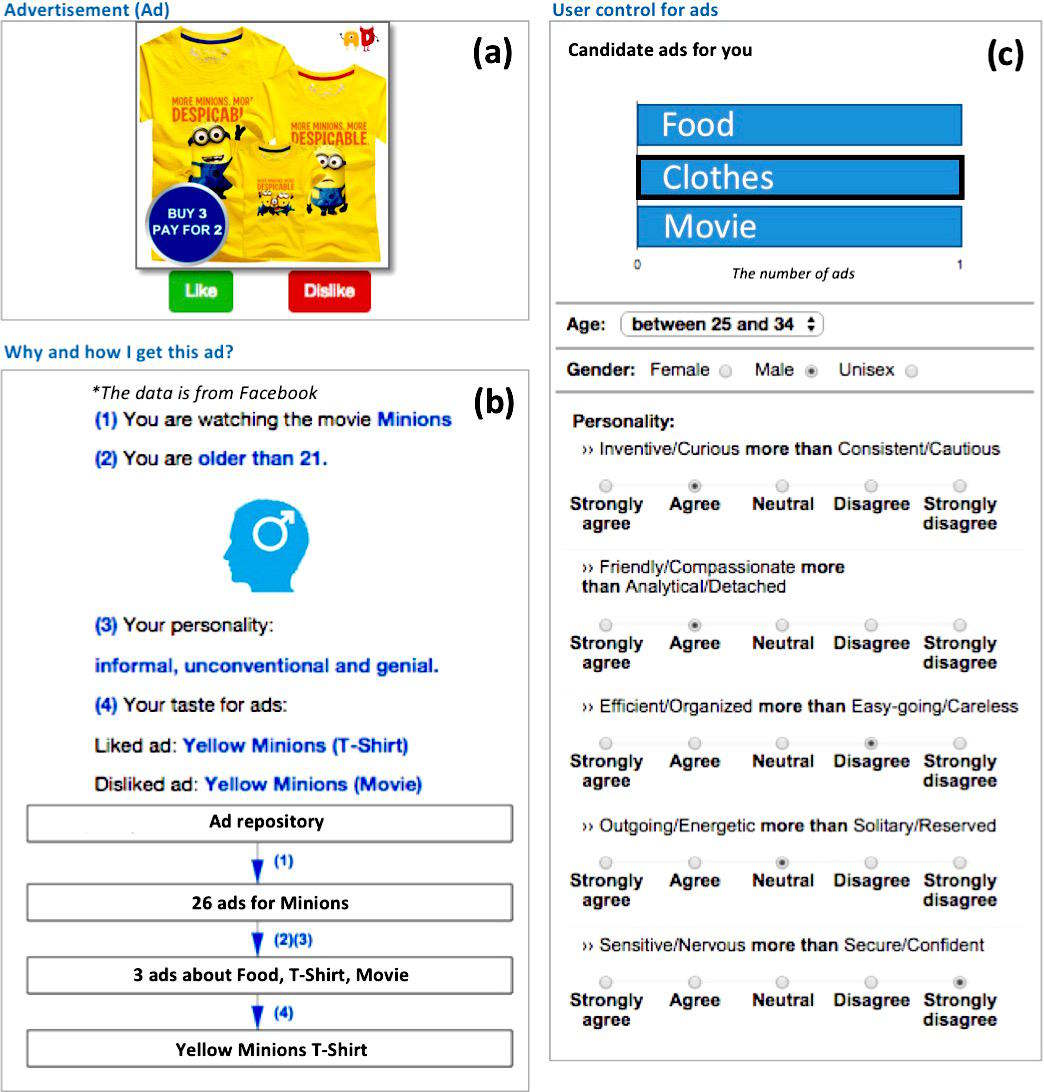 Advertisement (Ad)
(a)
AD
MORE MINIONS, MOR
DESPICABL
MORE MINIONS, MORE
DESPICABLE
MORE MINIONS, MORE
DESPICABLE
BUY 3
PAY FOR 2
Like
Dislike
Why and how I get this ad?
*The data is from Facebook
(b)
(1) You are watching the movie Minions
(2) You are older than 21.
(3) Your personality:
informal, unconventional and genial.
(4) Your taste for ads:
Liked ad: Yellow Minions (T-Shirt)
Disliked ad: Yellow Minions (Movie)
Ad repository
(1)
26 ads for Minions
(2)(3)
3 ads about Food, T-Shirt, Movie
(4)
Yellow Minions T-Shirt
User control for ads
Candidate ads for you
(c)
Food
Clothes
Movie
0 1
The number of ads
Age: between 25 and 34
Gender: Female Male Unisex
Personality:
›› Inventive/Curious more than Consistent/Cautious
Strongly agree Agree Neutral Disagree Strongly disagree
›› Friendly/Compassionate more
than Analytical/Detached
Strongly agree Agree Neutral Disagree Strongly disagree
›› Efficient/Organized more than Easy-going/Careless
Strongly agree Agree Neutral Disagree Strongly disagree
›› Outgoing/Energetic more than Solitary/Reserved
Strongly agree Agree Neutral Disagree Strongly disagree
›› Sensitive/Nervous more than Secure/Confident
Strongly agree Agree Neutral Disagree Strongly disagree